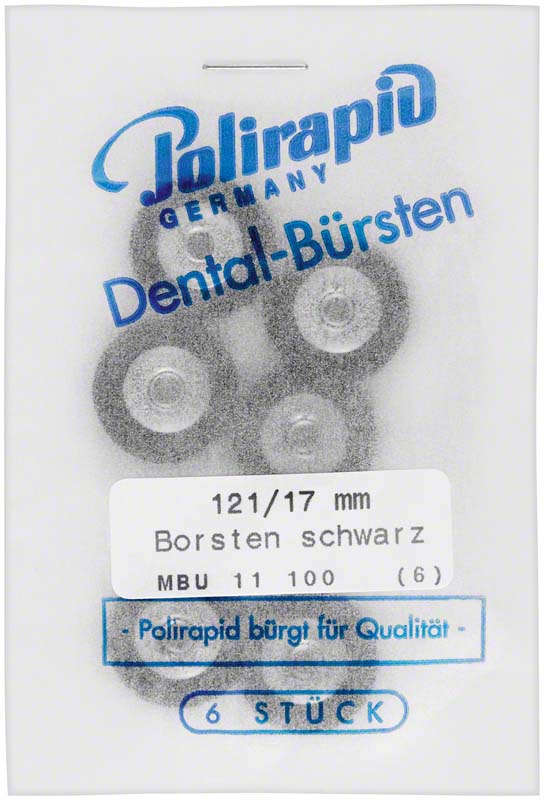 Polirapid
GERMANY
Dental-Bürsten
121/17 mm
Borsten schwarz
MBU 11 100 (6)
- Polirapid bürgt für Qualität -
6 STÜCK